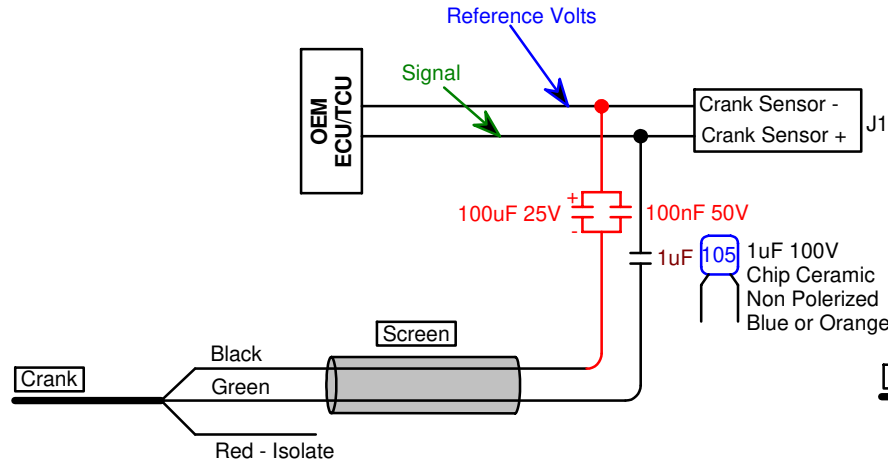 Reference Volts
Signal
OEM
ECU/TCU
Crank Sensor -
Crank Sensor +
J1
+
-
100uF 25V
100nF 50V
1uF
105
1uF 100V
Chip Ceramic
Non Polerized
Blue or Orange
Screen
Crank
Black
Green
Red - Isolate